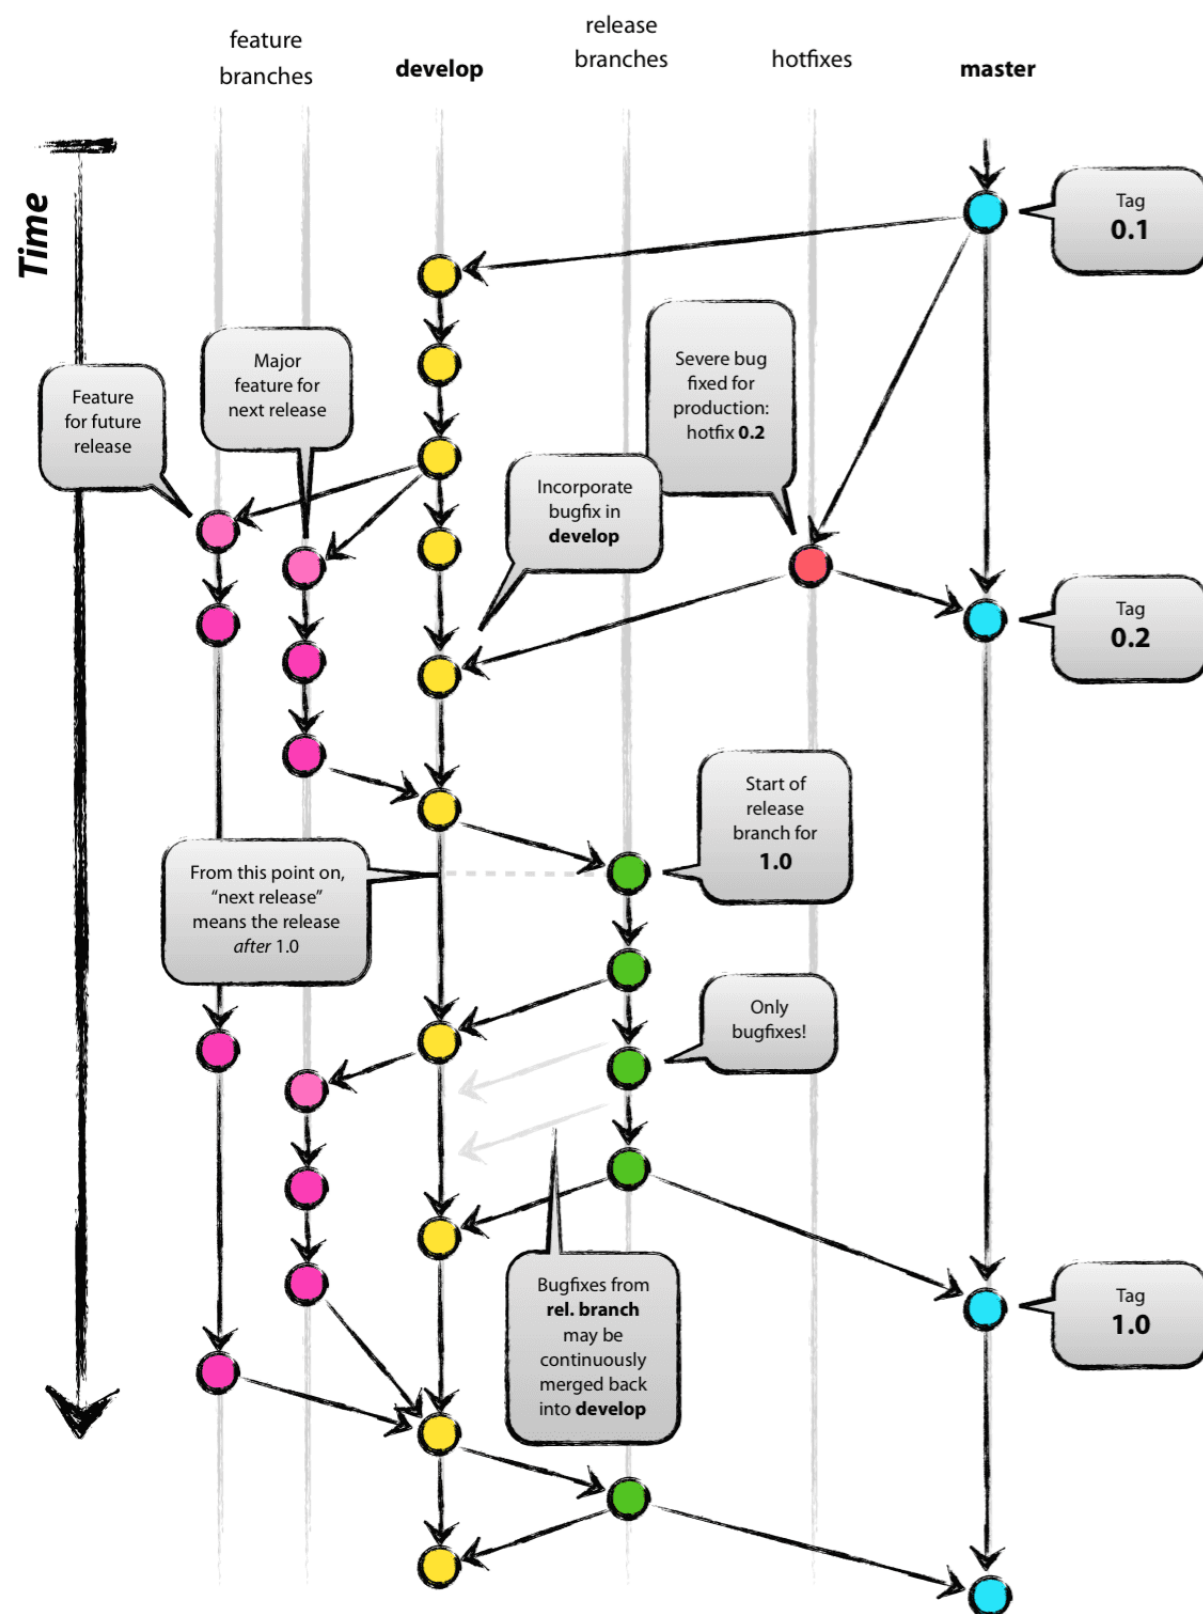 feature
branches
develop
release
branches
hotfixes
master
Time
Tag
0.1
Major
feature for
next release
Feature
for future
release
Severe bug
fixed for
production:
hotfix 0.2
Incorporate
bugfix in
develop
Tag
0.2
Start of
release
branch for
1.0
From this point on,
“next release”
means the release
after 1.0
Only
bugfixes!
Bugfixes from
rel. branch
may be
continuously
merged back
into develop
Tag
1.0